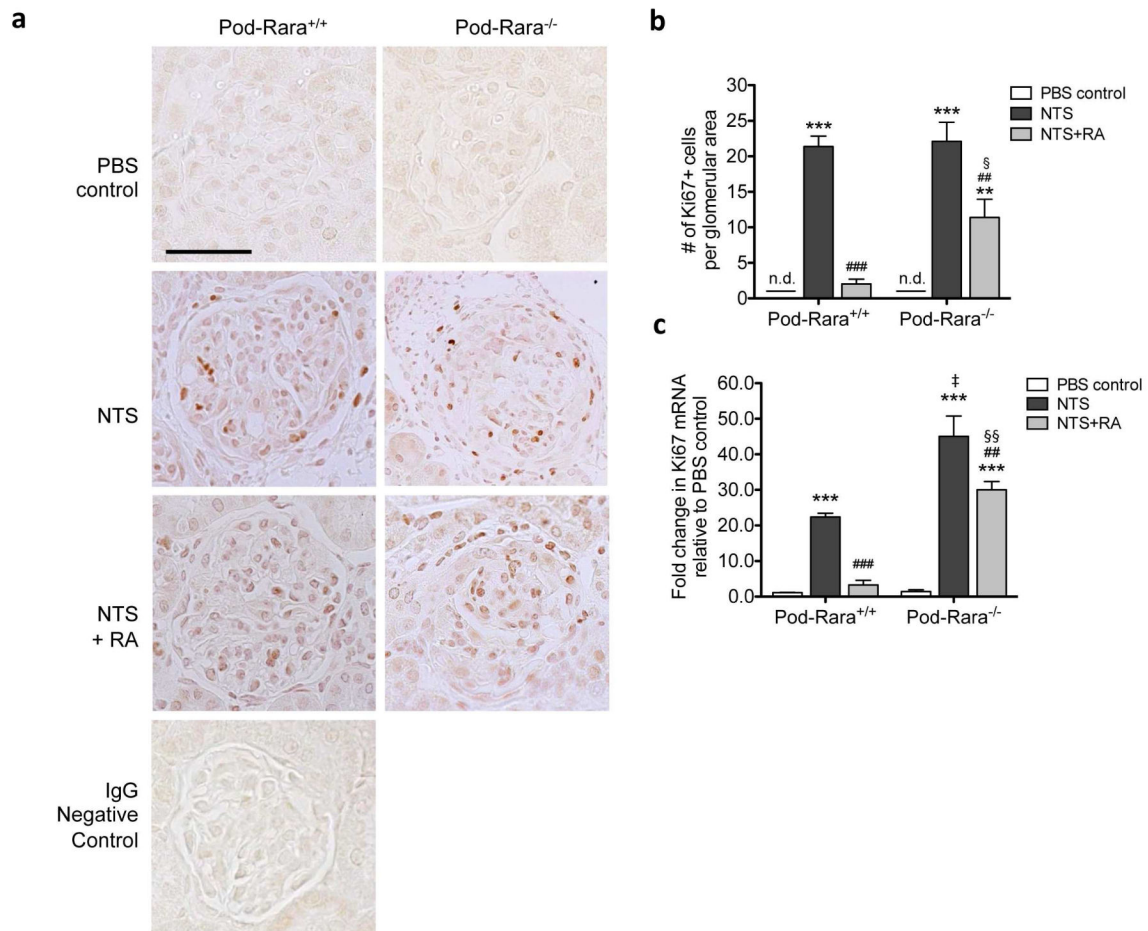 a
Pod-Rara+/+
Pod-Rara-/-
PBS
control
NTS
NTS
+ RA
IgG
Negative
Control
b
# of Ki67+ cells
per glomerular area
30
25
20
15
10
5
0
n.d.
***
###
n.d.
***
§
##
**
Pod-Rara+/+
Pod-Rara-/-
PBS control
NTS
NTS+RA
c
Fold change in Ki67 mRNA
relative to PBS control
60.0
50.0
40.0
30.0
20.0
10.0
0.0
***
###
‡
***
§§
##
***
Pod-Rara+/+
Pod-Rara-/-
PBS control
NTS
NTS+RA